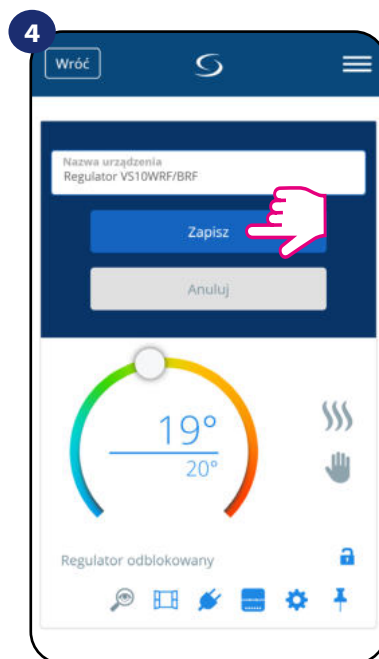 4
Wróć
Nazwa urządzenia
Regulator VS10WRF/BRF
Zapisz
Anuluj
19°
20°
Regulator odblokowany